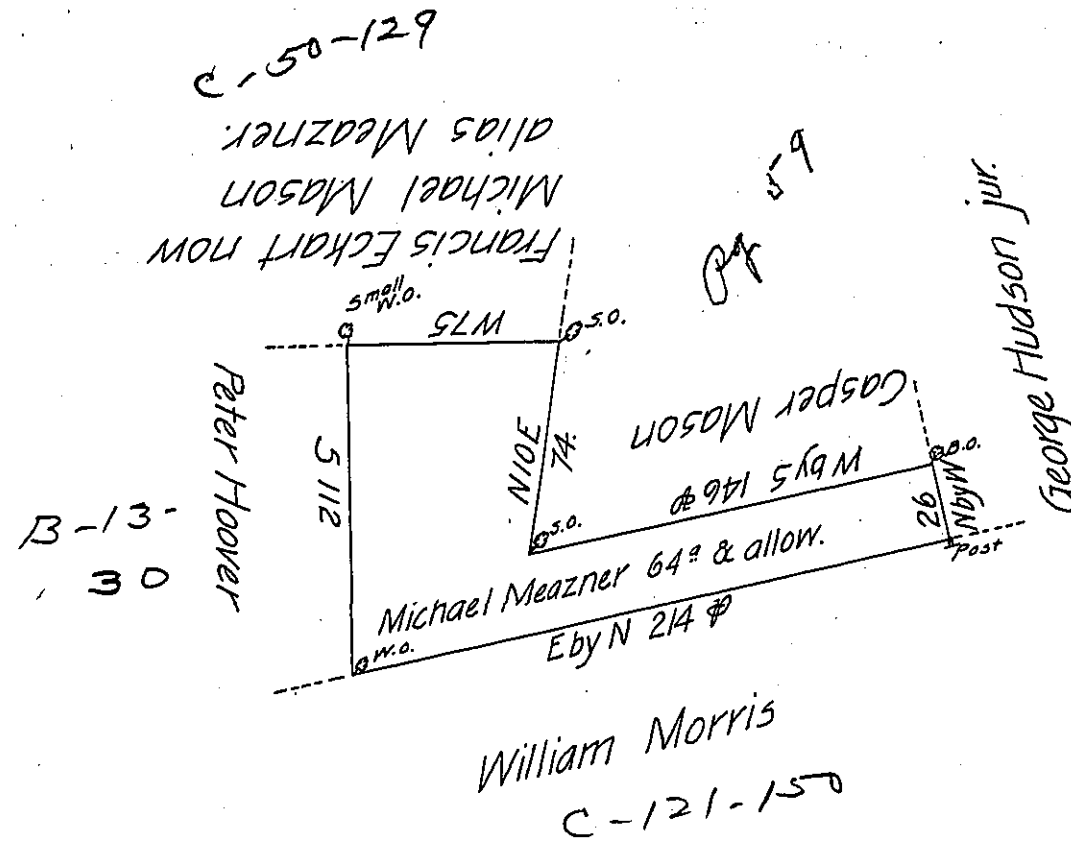 C-50-129
Francis Eckart now
Michael Mason
alias Meazner.
Pg 59
George Hudson jur.
small
W.O.
W75
S.O.
Peter Hoover
S 112
N10E
74.
Casper Mason
W by S 146 p
B.O.
26
N by W
Post
S.O.
B-13-
30
Michael Meazner 64a & allow.
E by N 214 p
W.O.
William Morris
C-121-150